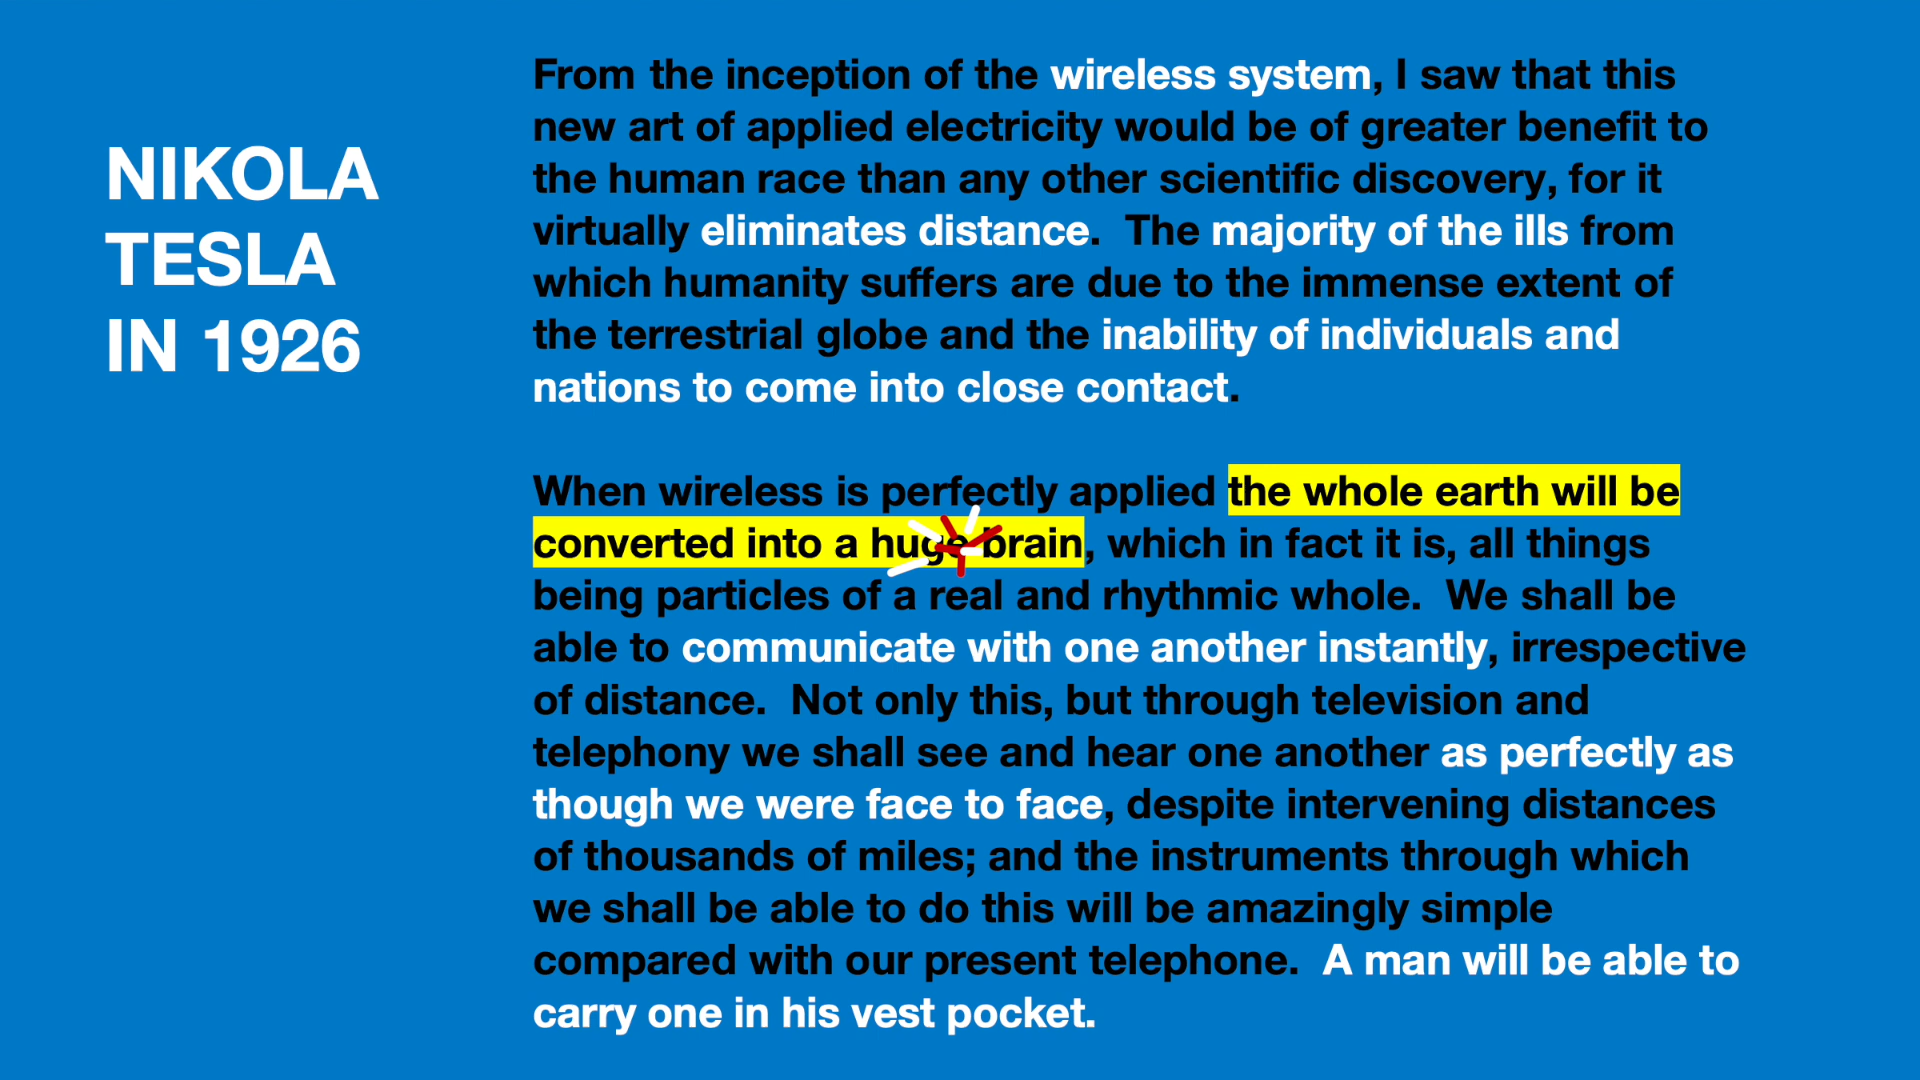 NIKOLA
TESLA
IN 1926
From the inception of the wireless system, I saw that this
new art of applied electricity would be of greater benefit to
the human race than any other scientific discovery, for it
virtually eliminates distance.  The majority of the ills from
which humanity suffers are due to the immense extent of
the terrestrial globe and the inability of individuals and
nations to come into close contact.
When wireless is perfectly applied the whole earth will be
converted into a huge brain, which in fact it is, all things
being particles of a real and rhythmic whole.  We shall be
able to communicate with one another instantly, irrespective
of distance.  Not only this, but through television and
telephony we shall see and hear one another as perfectly as
though we were face to face, despite intervening distances
of thousands of miles; and the instruments through which
we shall be able to do this will be amazingly simple
compared with our present telephone.  A man will be able to
carry one in his vest pocket.